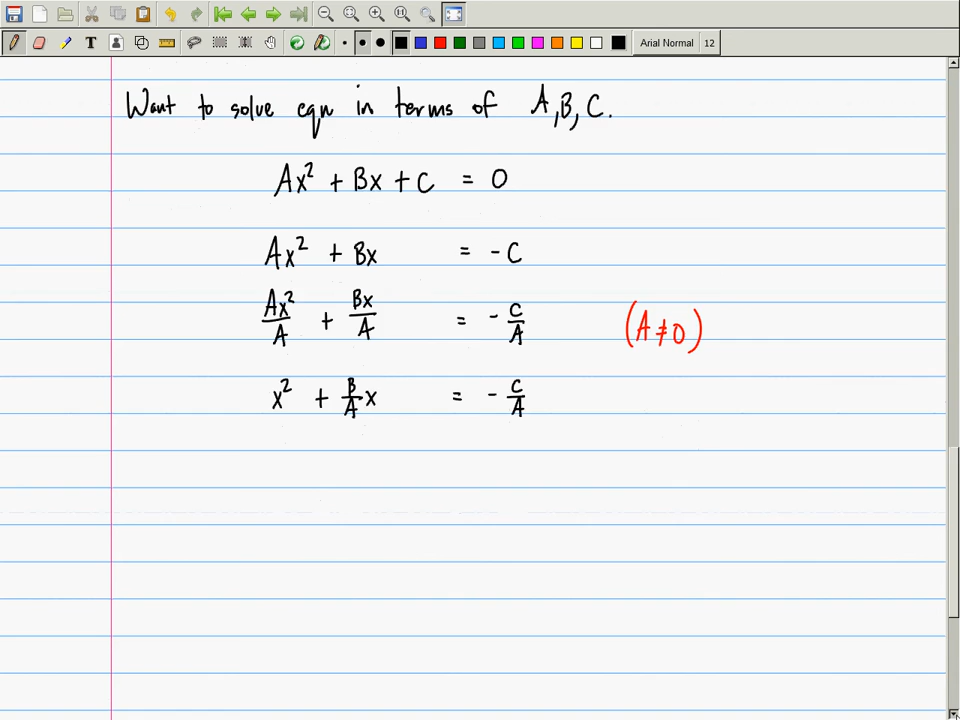 Arial Normal 12
Want to solve eqn in terms of A, B, C.
Ax² + Bx + C = 0
Ax² + Bx = -C
Ax²/A + Bx/A = - C/A (A≠0)
x² + B/A x = - C/A